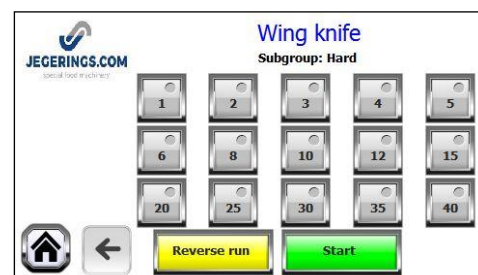 Wing knife
JEGERINGS.COM
special food machinery
Subgroup: Hard
1 2 3 4 5
6 8 10 12 15
20 25 30 35 40
Reverse run Start